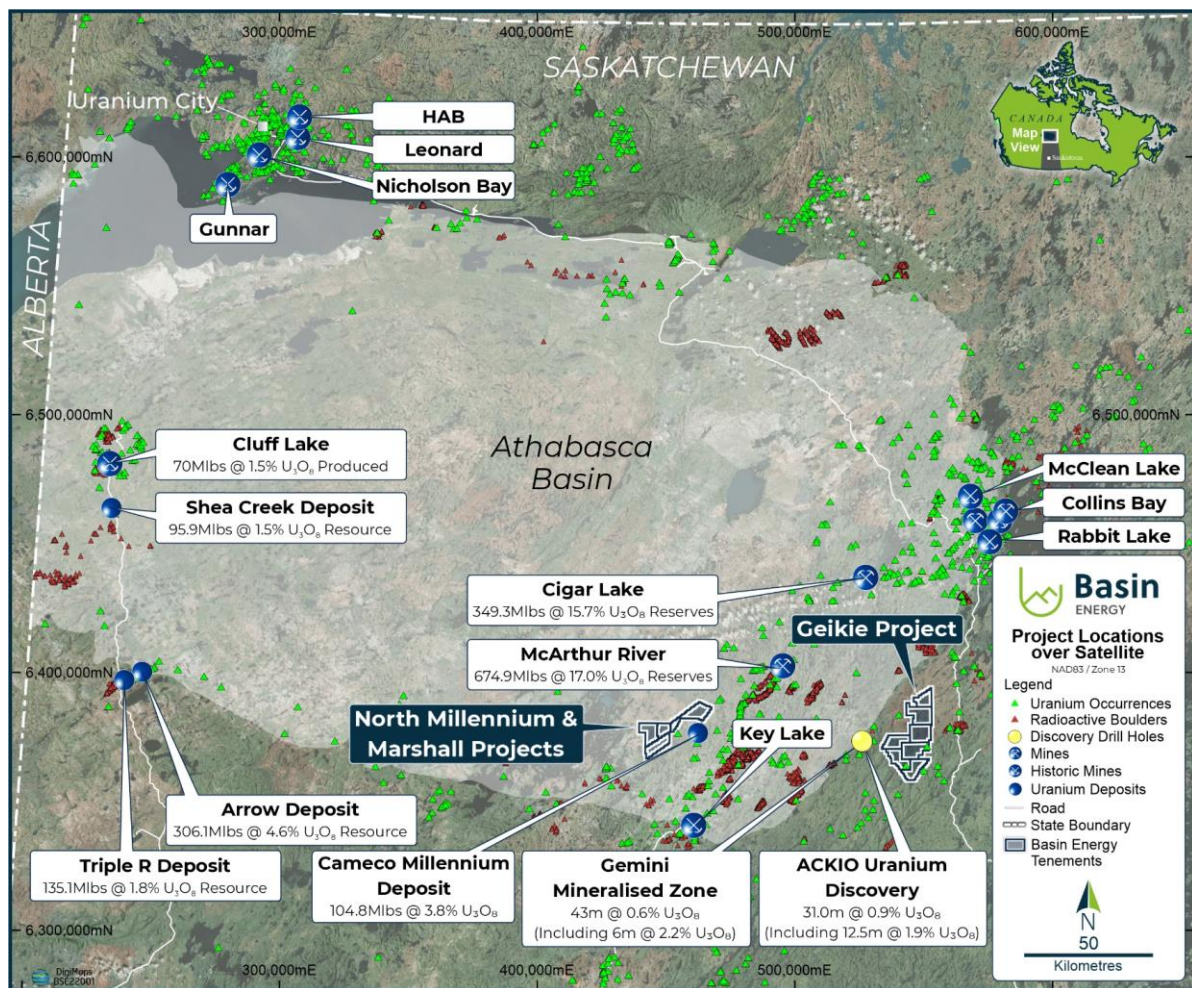 300,000mE
400,000mE
500,000mE
SASKATCHEWAN
CANADA
Map
View
Saskatoon
Uranium City
HAB
Leonard
Nicholson Bay
Gunnar
6,600,000mN
ALBERTA
6,500,000mN
6,500,000mN
Athabasca
Basin
Cluff Lake
70Mlbs @ 1.5% U₃O₈ Produced
Shea Creek Deposit
95.9Mlbs @ 1.5% U₃O₈ Resource
McClean Lake
Collins Bay
Rabbit Lake
Cigar Lake
349.3Mlbs @ 15.7% U₃O₈ Reserves
McArthur River
674.9Mlbs @ 17.0% U₃O₈ Reserves
Geikie Project
6,400,000mN
North Millennium &
Marshall Projects
Key Lake
Arrow Deposit
306.1Mlbs @ 4.6% U₃O₈ Resource
Triple R Deposit
135.1Mlbs @ 1.8% U₃O₈ Resource
Cameco Millennium
Deposit
104.8Mlbs @ 3.8% U₃O₈
Gemini
Mineralised Zone
43m @ 0.6% U₃O₈
(Including 6m @ 2.2% U₃O₈)
ACKIO Uranium
Discovery
31.0m @ 0.9% U₃O₈
(Including 12.5m @ 1.9% U₃O₈)
6,300,000mN
300,000mE
400,000mE
500,000mE
DigiMaps
BSE22001
Basin
ENERGY
Project Locations
over Satellite
NAD83 / Zone 13
Legend
Uranium Occurrences
Radioactive Boulders
Discovery Drill Holes
Mines
Historic Mines
Uranium Deposits
Road
State Boundary
Basin Energy
Tenements
N
50
Kilometres